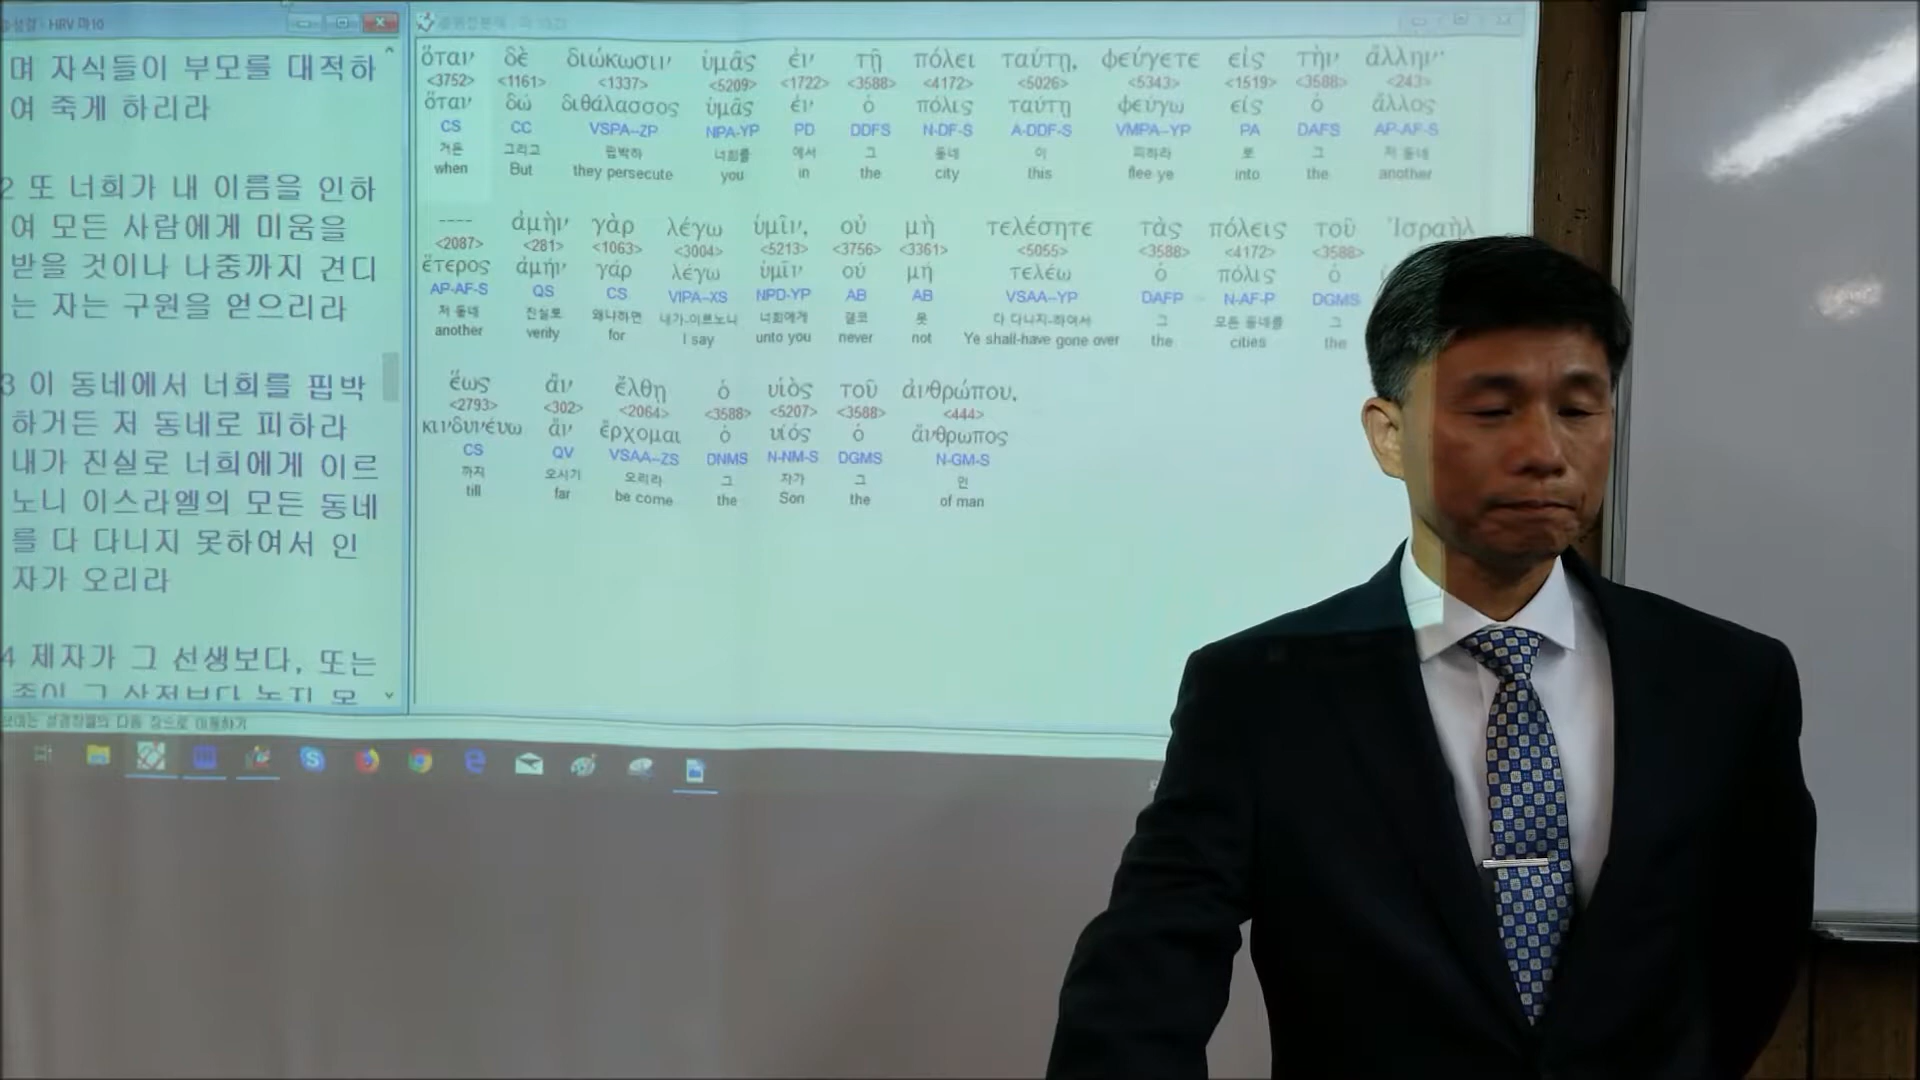 HRV 마10
며 자식들이 부모를 대적하
여 죽게 하리라
2 또 너희가 내 이름을 인하
여 모든 사람에게 미움을
받을 것이나 나중까지 견디
는 자는 구원을 얻으리라
3 이 동네에서 너희를 핍박
하거든 저 동네로 피하라
내가 진실로 너희에게 이르
노니 이스라엘의 모든 동네
를 다 다니지 못하여서 인
자가 오리라
4 제자가 그 선생보다, 또는
ὅταν δὲ διώκωσιν ὑμᾶς ἐν τῇ πόλει ταύτῃ, φεύγετε εἰς τὴν ἄλλην·
<3752> <1161> <1337> <5209> <1722> <3588> <4172> <5026> <5343> <1519> <3588> <243>
ὅταν δώ διθάλασσος ὑμᾶς ἐν ὁ πόλις ταύτῃ φεύγω εἰς ὁ ἄλλος
CS CC VSPA--ZP NPA-YP PD DDFS N-DF-S A-DDF-S VMPA--YP PA DAFS AP-AF-S
거든 그리고 핍박하 너희를 에서 그 동네 이 피하라 로 그 저 동네
when But they persecute you in the city this flee ye into the another
---- ἀμὴν γὰρ λέγω ὑμῖν, οὐ μὴ τελέσητε τὰς πόλεις τοῦ Ἰσραὴλ
<2087> <281> <1063> <3004> <5213> <3756> <3361> <5055> <3588> <4172> <3588>
ἕτερος ἀμήν γάρ λέγω ὑμῖν οὐ μή τελέω ὁ πόλις ὁ
AP-AF-S QS CS VIPA--XS NPD-YP AB AB VSAA--YP DAFP N-AF-P DGMS
저 동네 진실로 왜냐하면 내가-이르노니 너희에게 결코 못 다 다니지-하여서 그 모든 동네를 그
another verily for I say unto you never not Ye shall-have gone over the cities the
ἕως ἂν ἔλθῃ ὁ υἱὸς τοῦ ἀνθρώπου.
<2793> <302> <2064> <3588> <5207> <3588> <444>
κινδυνεύω ἄν ἔρχομαι ὁ υἱός ὁ ἄνθρωπος
CS QV VSAA--ZS DNMS N-NM-S DGMS N-GM-S
까지 오시기 오리라 그 자가 그 인
till far be come the Son the of man